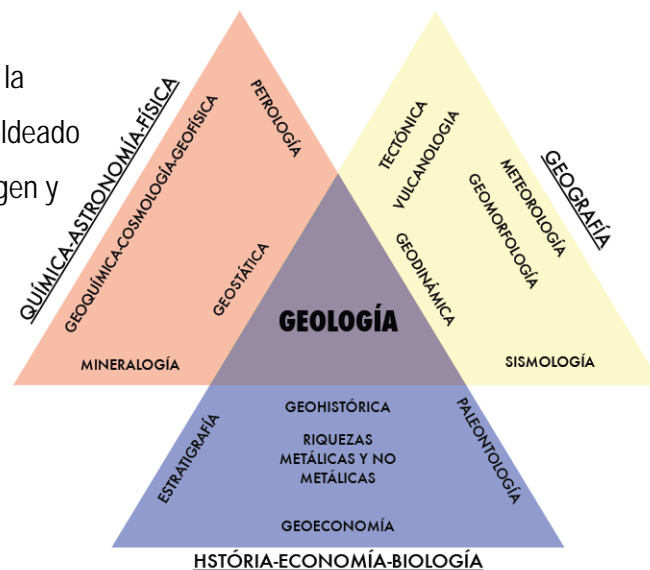 la
ldeado
gen y
QUÍMICA-ASTRONOMÍA-FÍSICA
GEOQUÍMICA-COSMOLOGÍA-GEOFÍSICA
PETROLOGÍA
GEOSTÁTICA
MINERALOGÍA
TECTÓNICA
VULCANOLOGIA
METEOROLOGÍA
GEOMORFOLOGÍA
GEODINÁMICA
SISMOLOGÍA
GEOGRAFÍA
GEOLOGÍA
ESTRATIGRAFÍA
GEOHISTÓRICA
RIQUEZAS
METÁLICAS Y NO
METÁLICAS
PALEONTOLOGÍA
GEOECONOMÍA
HSTÓRIA-ECONOMÍA-BIOLOGÍA